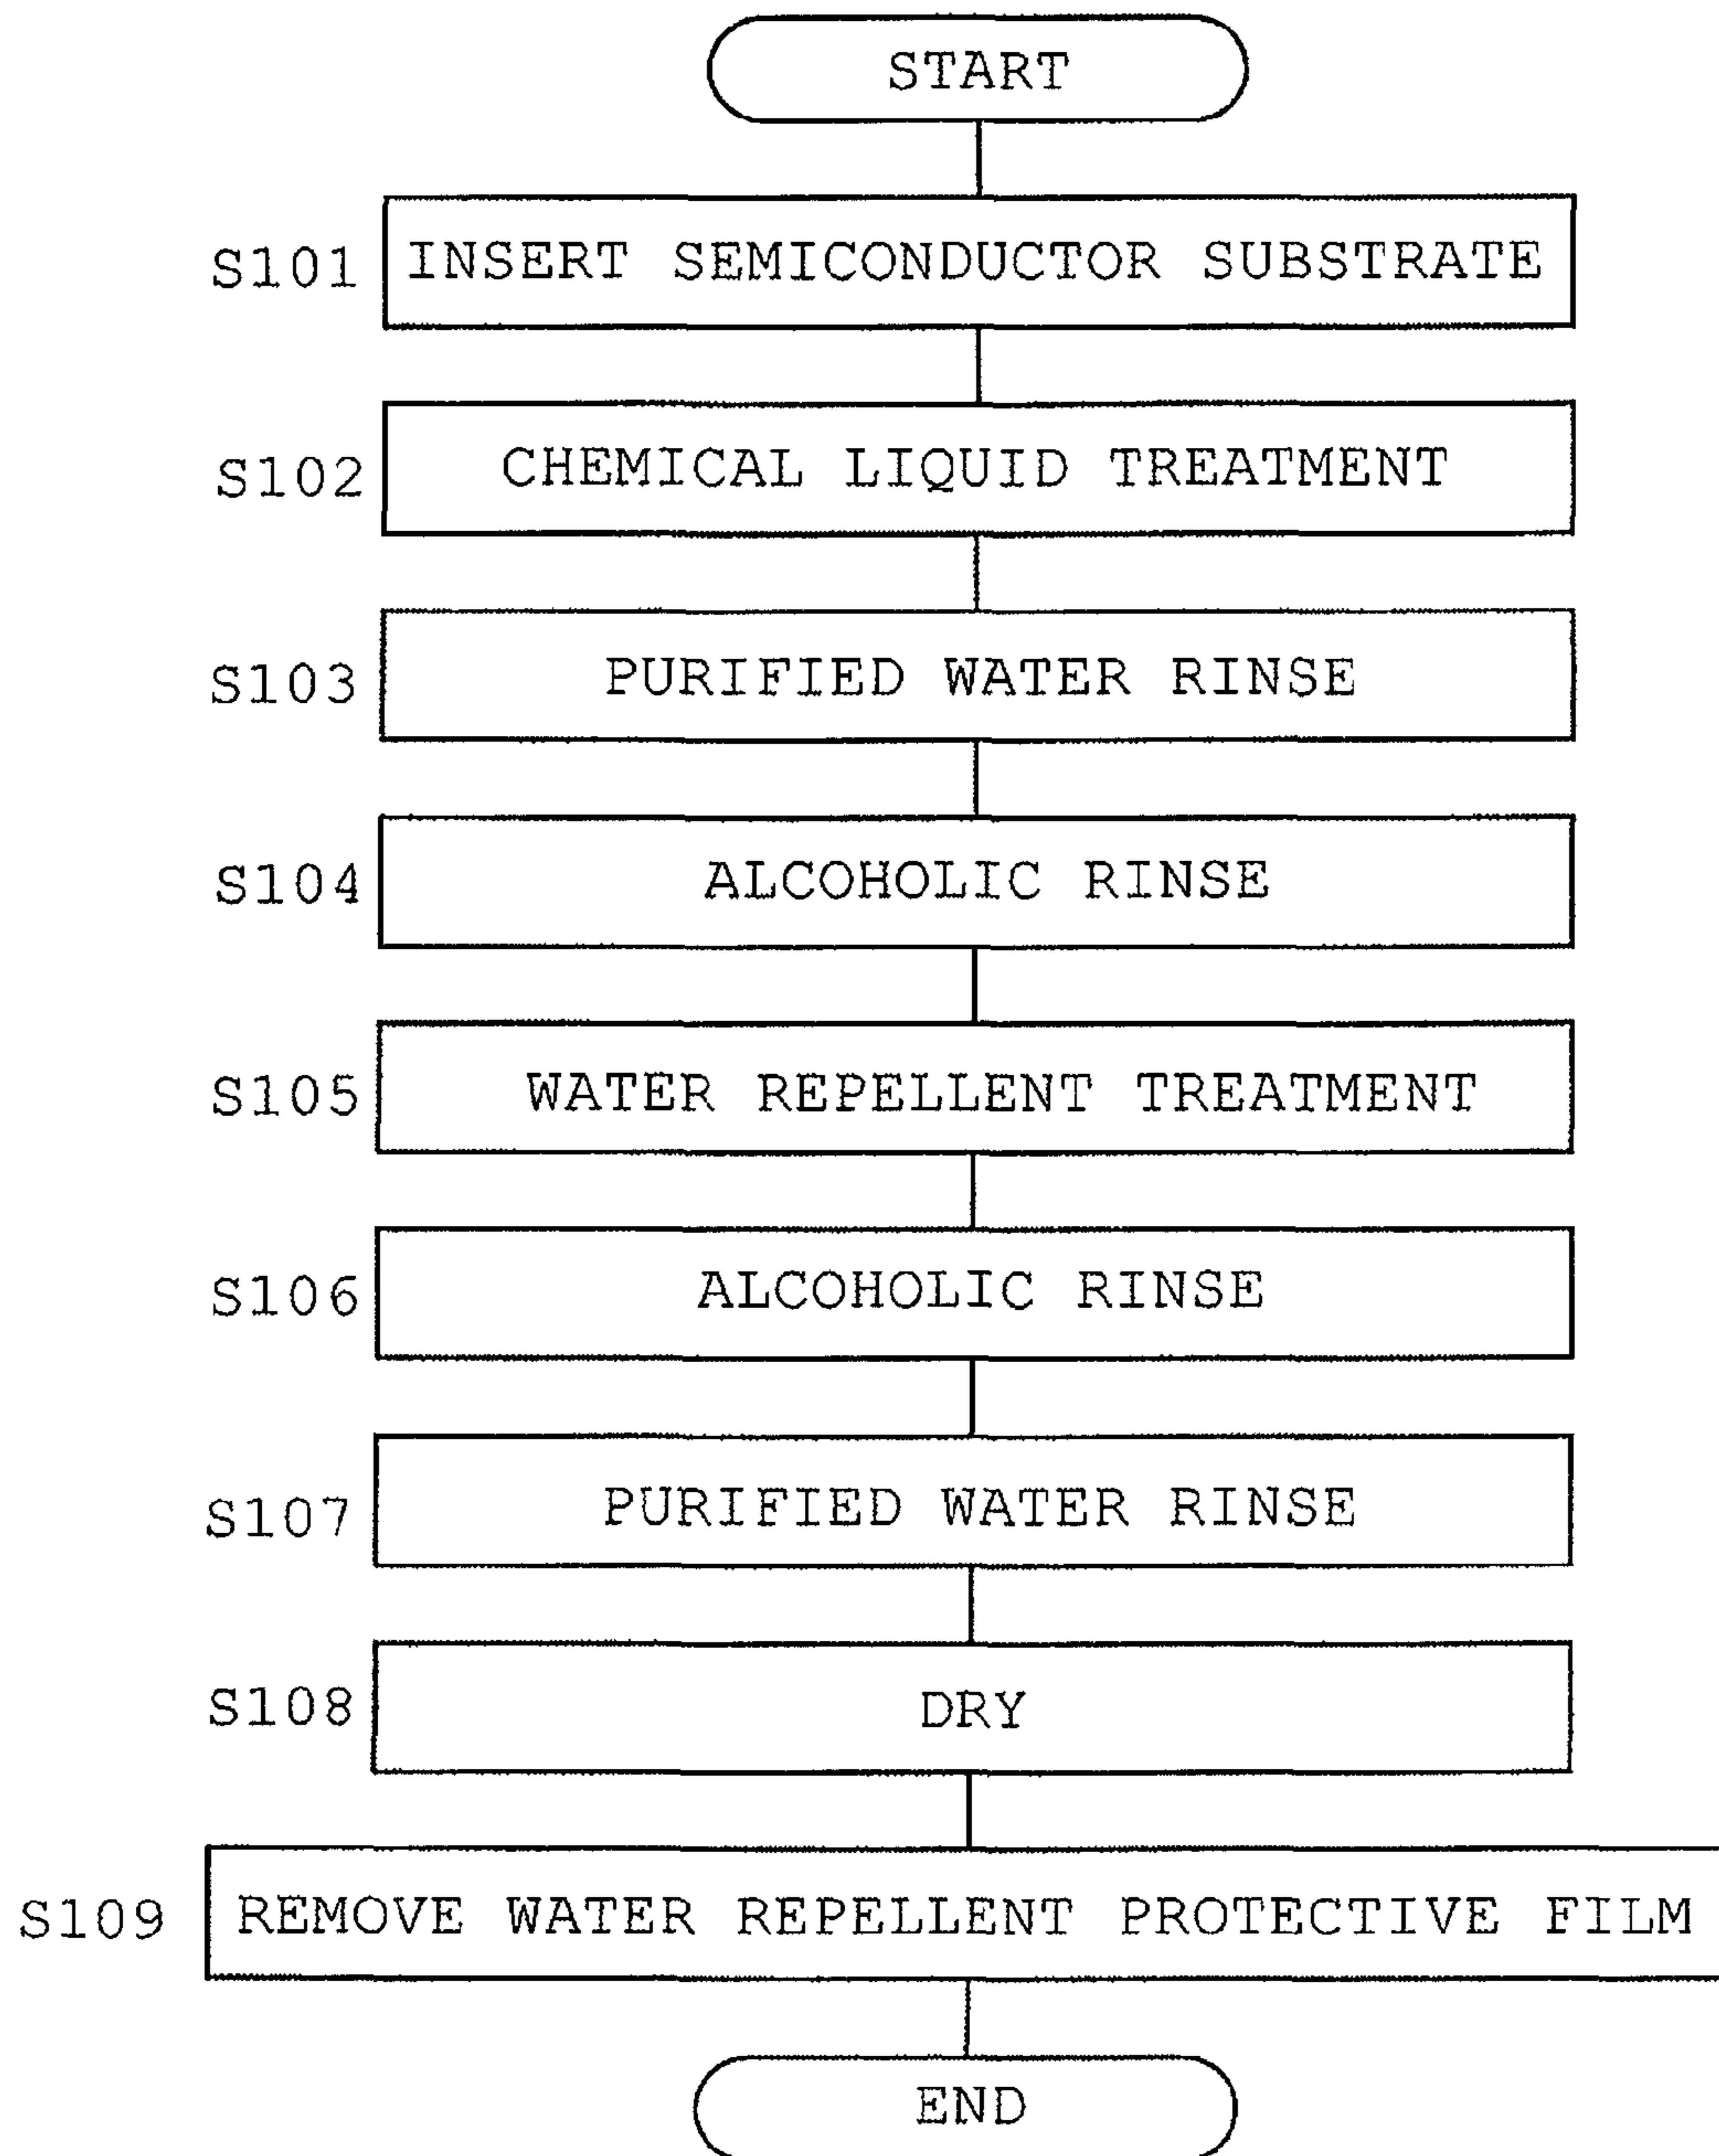 START
S101 INSERT SEMICONDUCTOR SUBSTRATE
S102 CHEMICAL LIQUID TREATMENT
S103 PURIFIED WATER RINSE
S104 ALCOHOLIC RINSE
S105 WATER REPELLENT TREATMENT
S106 ALCOHOLIC RINSE
S107 PURIFIED WATER RINSE
S108 DRY
S109 REMOVE WATER REPELLENT PROTECTIVE FILM
END